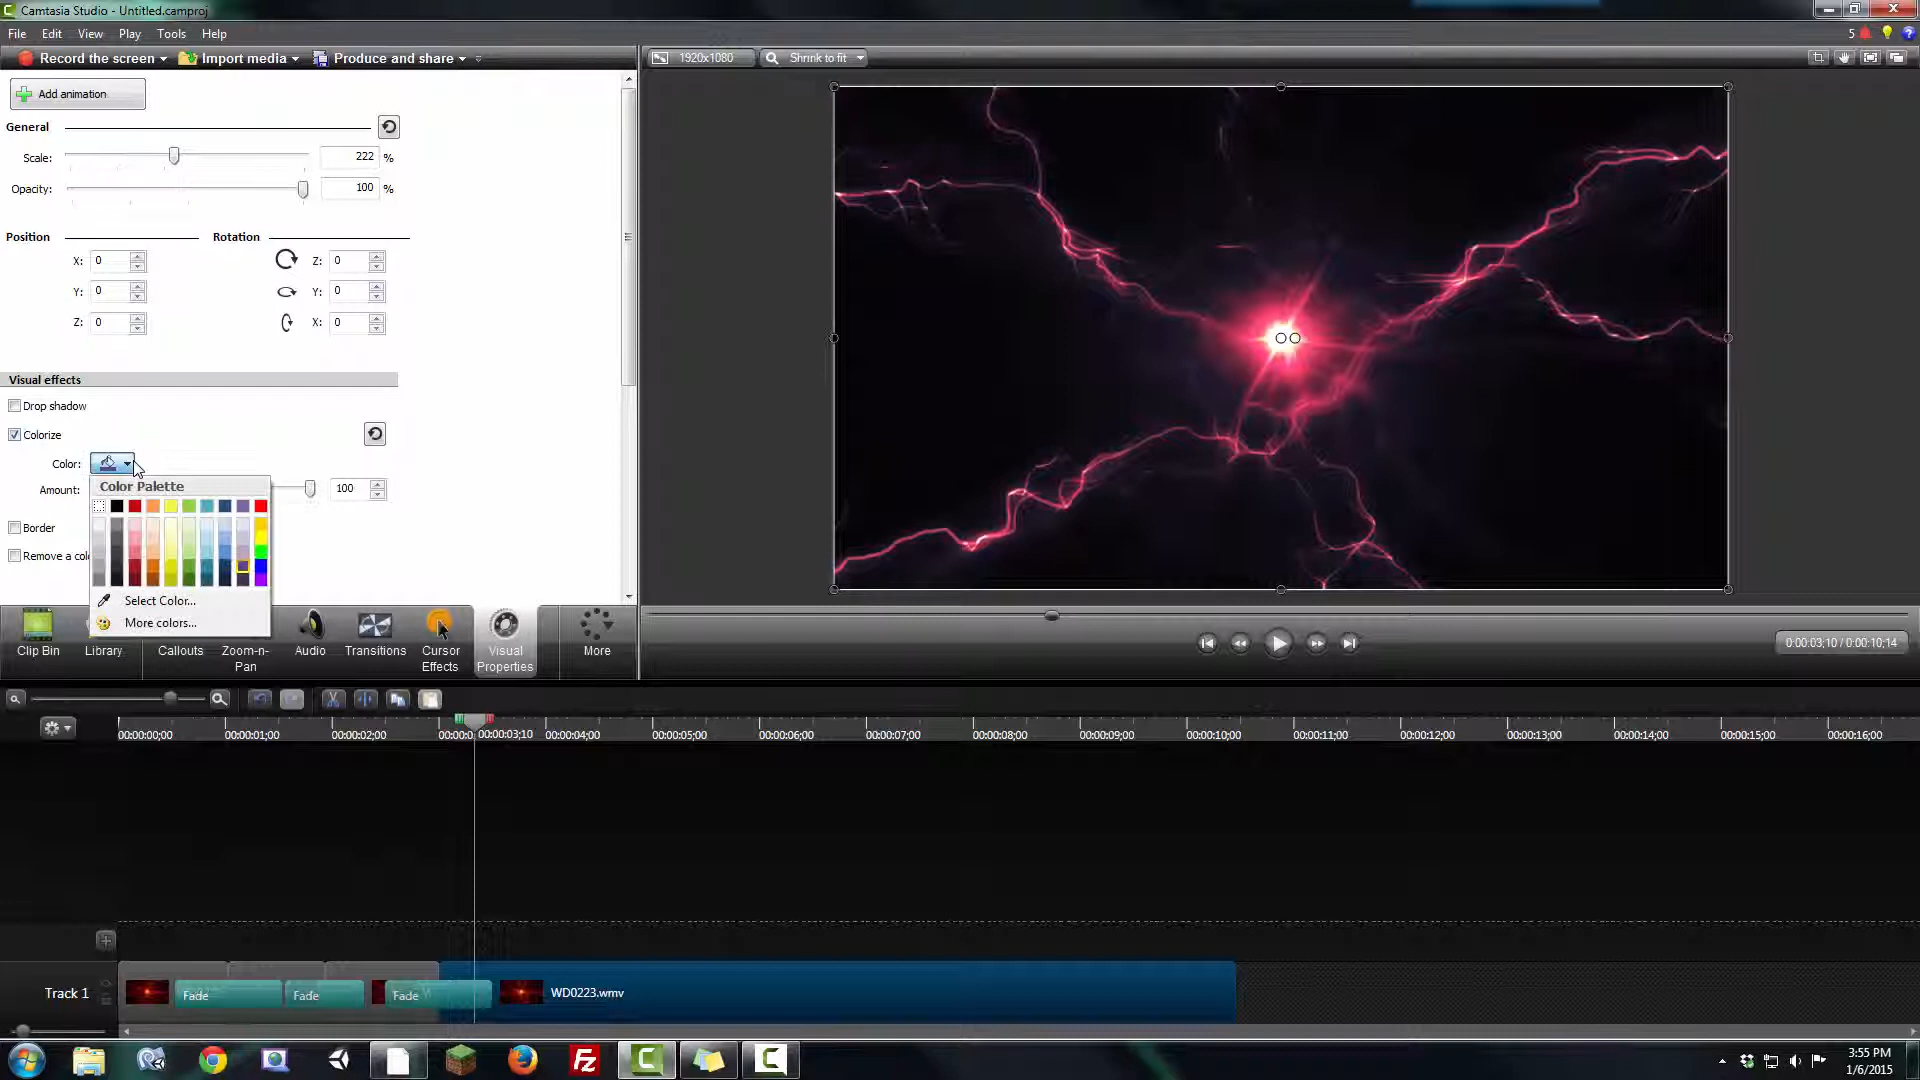 Camtasia Studio - Untitled.camproj
File Edit View Play Tools Help
5
Record the screen Import media Produce and share
1920x1080 Shrink to fit
Add animation
General
Scale: 222 %
Opacity: 100 %
Position Rotation
X: 0 Z: 0
Y: 0 Y: 0
Z: 0 X: 0
Visual effects
Drop shadow
Colorize
Color:
Color Palette
Amount: 100
Border
Remove a colo
Select Color...
More colors...
Clip Bin Library Callouts Zoom-n-Pan Audio Transitions Cursor Effects Visual Properties More
0:00:03;10 / 0:00:10;14
00:00:00;00 00:00:01;00 00:00:02;00 00:00:0 00:00:03;10 00:00:04;00 00:00:05;00 00:00:06;00 00:00:07;00 00:00:08;00 00:00:09;00 00:00:10;00 00:00:11;00 00:00:12;00 00:00:13;00 00:00:14;00 00:00:15;00 00:00:16;00
Track 1 Fade Fade Fade WD0223.wmv
Fz
3:55 PM
1/6/2015